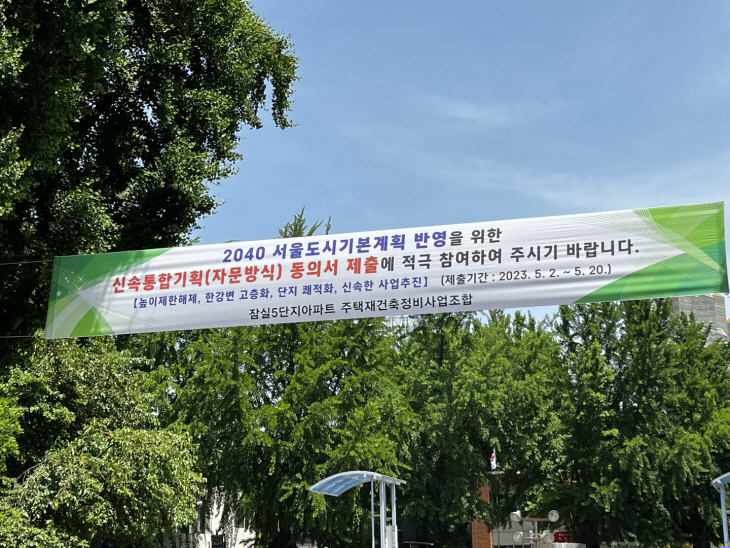 2040 서울도시기본계획 반영을 위한
신속통합기획(자문방식) 동의서 제출에 적극 참여하여 주시기 바랍니다.
【높이제한해제, 한강변 고층화, 단지 쾌적화, 신속한 사업추진】 (제출기간 : 2023. 5. 2. ~ 5. 20.)
잠실5단지아파트 주택재건축정비사업조합